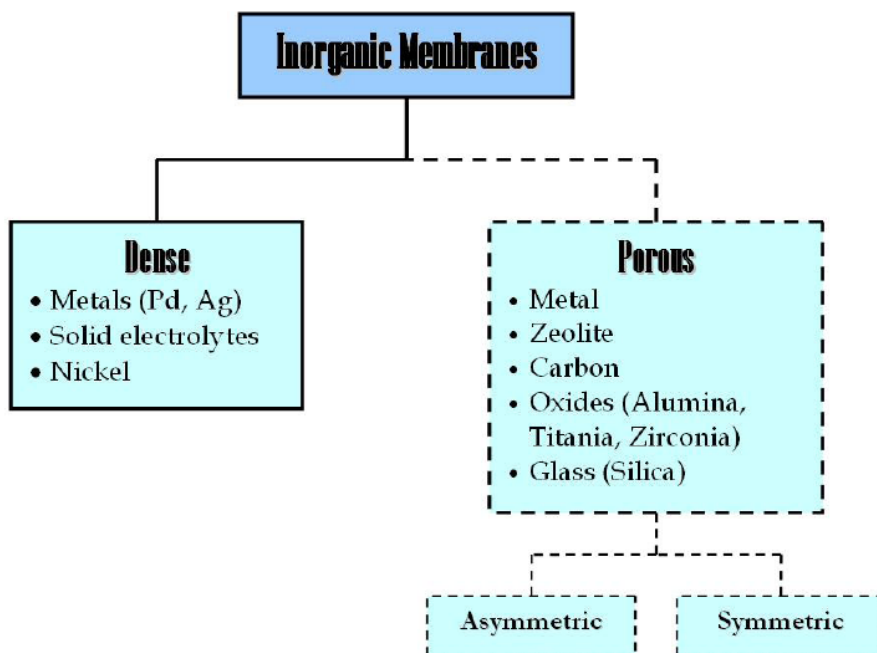 Inorganic Membranes
Dense
• Metals (Pd, Ag)
• Solid electrolytes
• Nickel
Porous
• Metal
• Zeolite
• Carbon
• Oxides (Alumina,
Titania, Zirconia)
• Glass (Silica)
Asymmetric
Symmetric